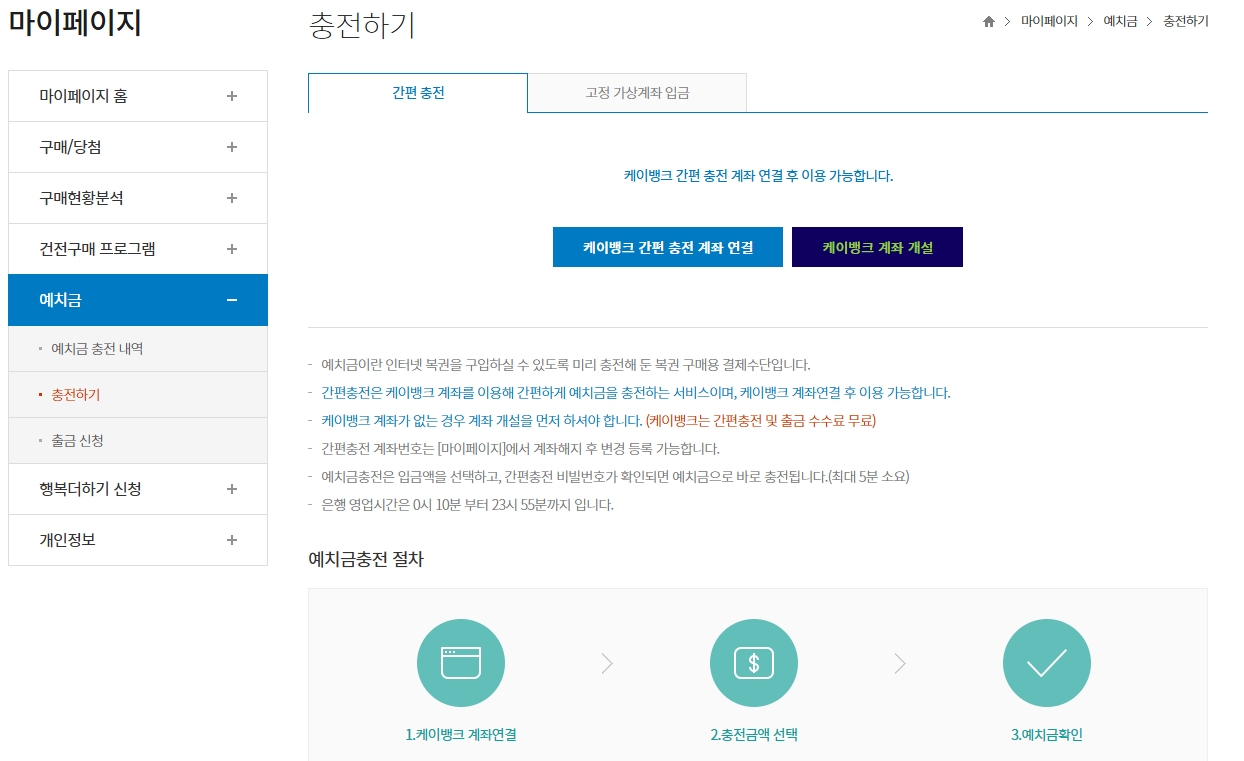 마이페이지
충전하기
마이페이지 > 예치금 > 충전하기
마이페이지 홈
구매/당첨
구매현황분석
건전구매 프로그램
예치금
예치금 충전 내역
충전하기
출금 신청
행복더하기 신청
개인정보
간편 충전
고정 가상계좌 입금
케이뱅크 간편 충전 계좌 연결 후 이용 가능합니다.
케이뱅크 간편 충전 계좌 연결
케이뱅크 계좌 개설
- 예치금이란 인터넷 복권을 구입하실 수 있도록 미리 충전해 둔 복권 구매용 결제수단입니다.
- 간편충전은 케이뱅크 계좌를 이용해 간편하게 예치금을 충전하는 서비스이며, 케이뱅크 계좌연결 후 이용 가능합니다.
- 케이뱅크 계좌가 없는 경우 계좌 개설을 먼저 하셔야 합니다. (케이뱅크는 간편충전 및 출금 수수료 무료)
- 간편충전 계좌번호는 [마이페이지]에서 계좌해지 후 변경 등록 가능합니다.
- 예치금충전은 입금액을 선택하고, 간편충전 비밀번호가 확인되면 예치금으로 바로 충전됩니다.(최대 5분 소요)
- 은행 영업시간은 0시 10분 부터 23시 55분까지 입니다.
예치금충전 절차
$
1.케이뱅크 계좌연결
2.충전금액 선택
3.예치금확인